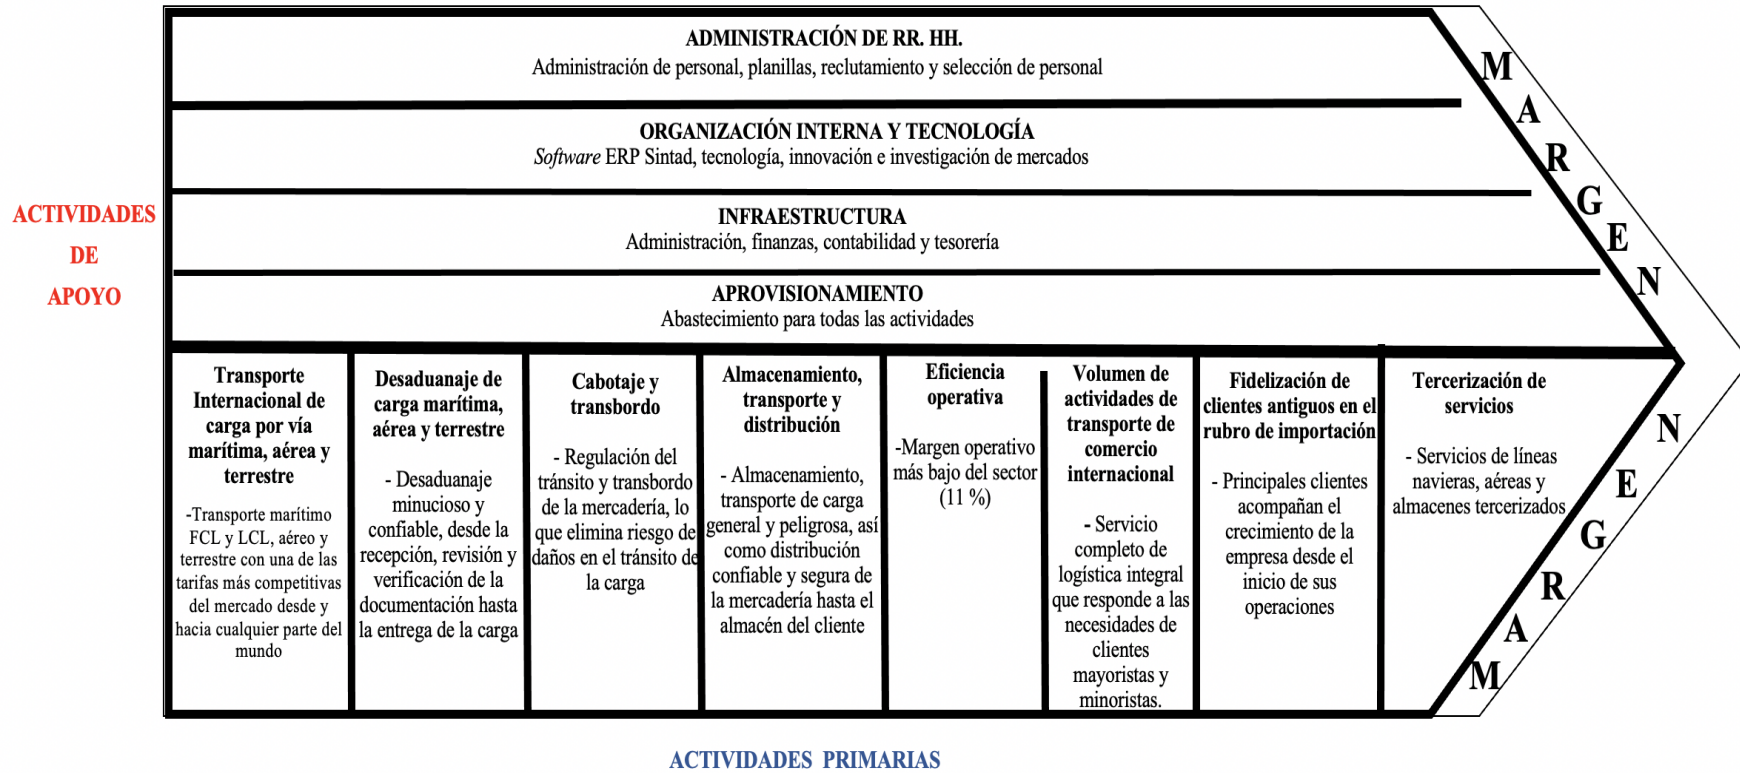 ADMINISTRACIÓN DE RR. HH.
Administración de personal, planillas, reclutamiento y selección de personal
ORGANIZACIÓN INTERNA Y TECNOLOGÍA
Software ERP Sintad, tecnología, innovación e investigación de mercados
INFRAESTRUCTURA
Administración, finanzas, contabilidad y tesorería
APROVISIONAMIENTO
Abastecimiento para todas las actividades
ACTIVIDADES
DE
APOYO
MARGEN
Transporte
Internacional de
carga por vía
marítima, aérea y
terrestre
-Transporte marítimo
FCL y LCL, aéreo y
terrestre con una de las
tarifas más competitivas
del mercado desde y
hacia cualquier parte del
mundo
Desaduanaje de
carga marítima,
aérea y terrestre
- Desaduanaje
minucioso y
confiable, desde la
recepción, revisión y
verificación de la
documentación hasta
la entrega de la carga
Cabotaje y
transbordo
- Regulación del
tránsito y transbordo
de la mercadería, lo
que elimina riesgo de
daños en el tránsito de
la carga
Almacenamiento,
transporte y
distribución
- Almacenamiento,
transporte de carga
general y peligrosa, así
como distribución
confiable y segura de
la mercadería hasta el
almacén del cliente
Eficiencia
operativa
-Margen operativo
más bajo del sector
(11 %)
Volumen de
actividades de
transporte de
comercio
internacional
- Servicio
completo de
logística integral
que responde a las
necesidades de
clientes
mayoristas y
minoristas.
Fidelización de
clientes antiguos en el
rubro de importación
- Principales clientes
acompañan el
crecimiento de la
empresa desde el
inicio de sus
operaciones
Tercerización de
servicios
- Servicios de líneas
navieras, aéreas y
almacenes tercerizados
MARGEN
ACTIVIDADES PRIMARIAS